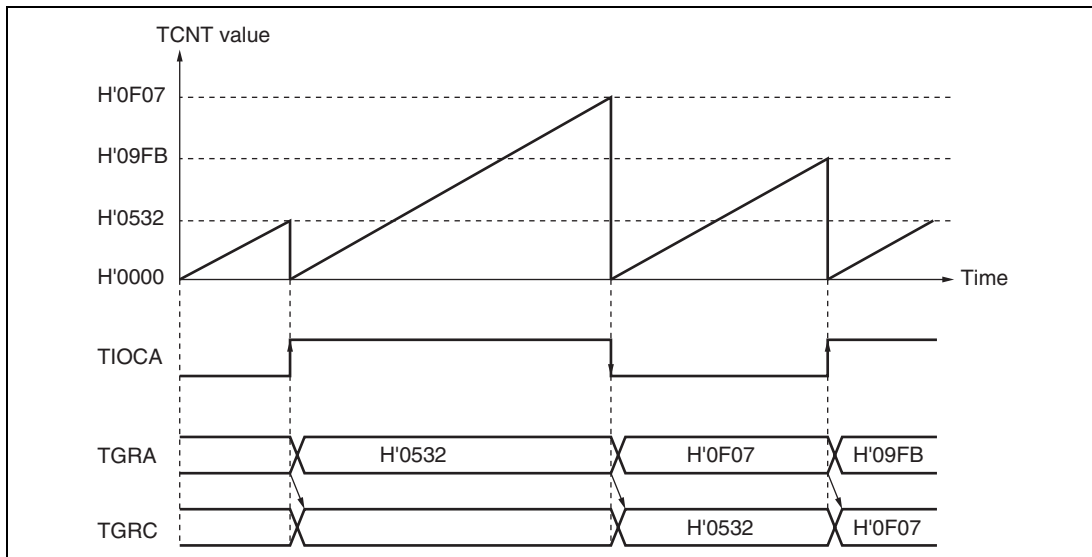 TCNT value
H'0F07
H'09FB
H'0532
H'0000
Time
TIOCA
TGRA
H'0532
H'0F07
H'09FB
TGRC
H'0532
H'0F07